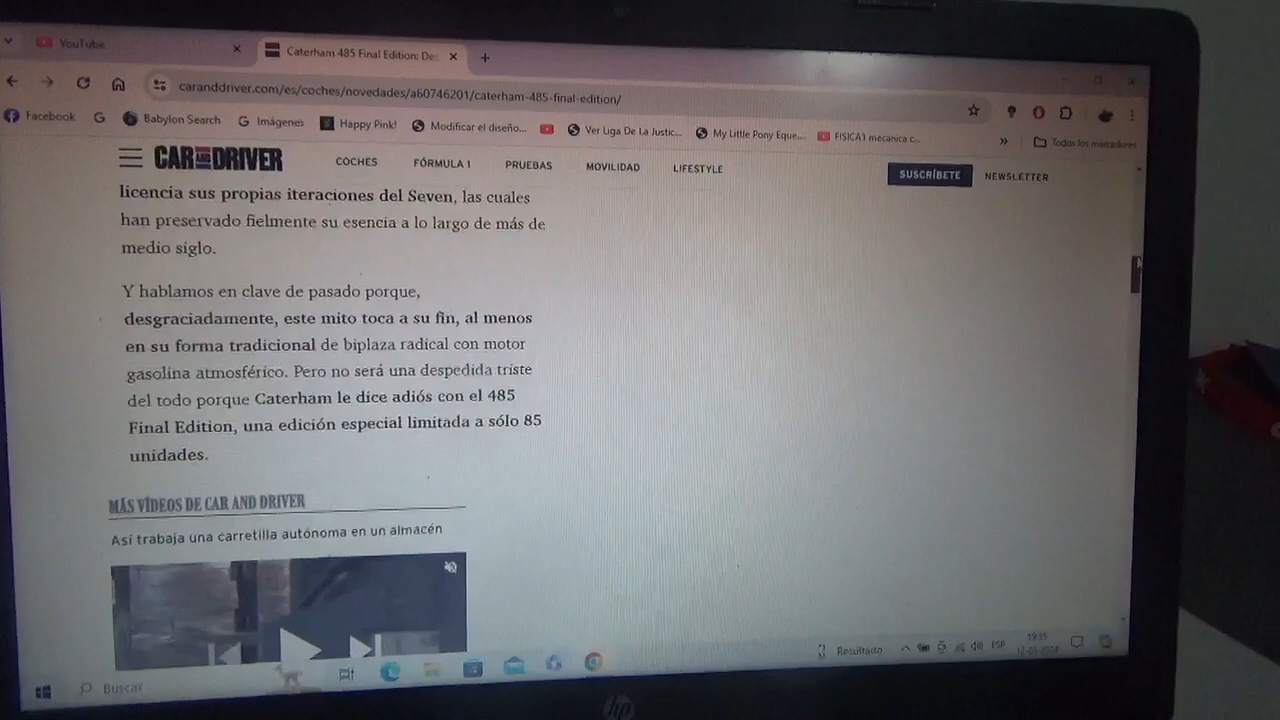 YouTube
Caterham 485 Final Edition: De
caranddriver.com/es/coches/novedades/a60746201/caterham-485-final-edition/
Facebook
Babylon Search
Imágenes
Happy Pink!
Modificar el diseño...
Ver Liga De La Justic...
My Little Pony Eque...
FISICA1 mecanica c...
»
Todos los marcadores
CAR AND DRIVER
COCHES
FÓRMULA 1
PRUEBAS
MOVILIDAD
LIFESTYLE
SUSCRÍBETE
NEWSLETTER
licencia sus propias iteraciones del Seven, las cuales
han preservado fielmente su esencia a lo largo de más de
medio siglo.
Y hablamos en clave de pasado porque,
desgraciadamente, este mito toca a su fin, al menos
en su forma tradicional de biplaza radical con motor
gasolina atmosférico. Pero no será una despedida triste
del todo porque Caterham le dice adiós con el 485
Final Edition, una edición especial limitada a sólo 85
unidades.
MÁS VÍDEOS DE CAR AND DRIVER
Así trabaja una carretilla autónoma en un almacén
Buscar
Resultado
ESP
hp